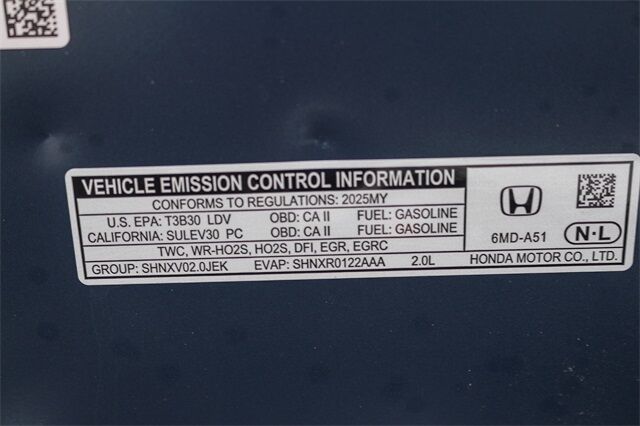 VEHICLE EMISSION CONTROL INFORMATION
CONFORMS TO REGULATIONS: 2025MY
U.S. EPA: T3B30 LDV OBD: CA II FUEL: GASOLINE
CALIFORNIA: SULEV30 PC OBD: CA II FUEL: GASOLINE
TWC, WR-HO2S, HO2S, DFI, EGR, EGRC
GROUP: SHNXV02.0JEK EVAP: SHNXR0122AAA 2.0L
6MD-A51 N·L
HONDA MOTOR CO., LTD.